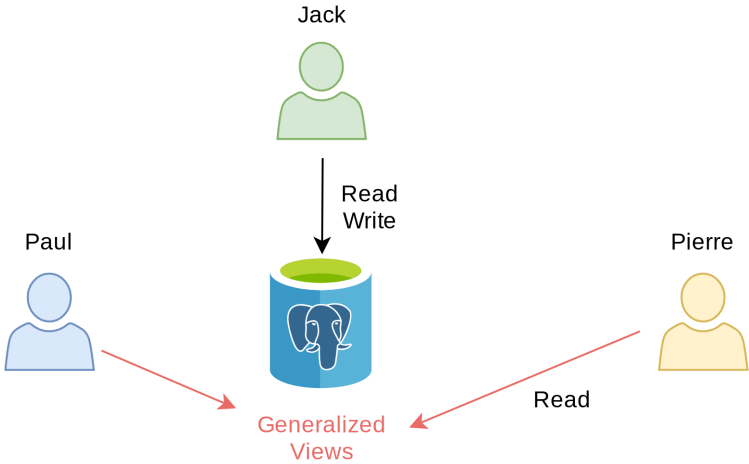 Jack
Read
Write
Paul
Pierre
Read
Generalized
Views